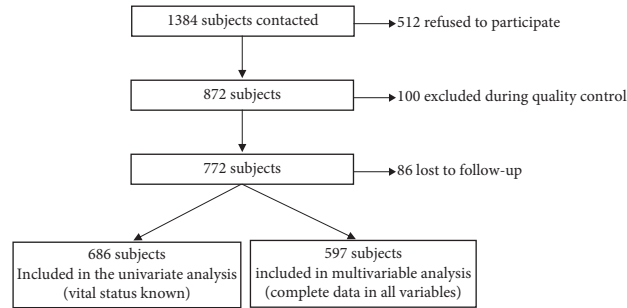 1384 subjects contacted
512 refused to participate
872 subjects
100 excluded during quality control
772 subjects
86 lost to follow-up
686 subjects
Included in the univariate analysis
(vital status known)
597 subjects
included in multivariable analysis
(complete data in all variables)